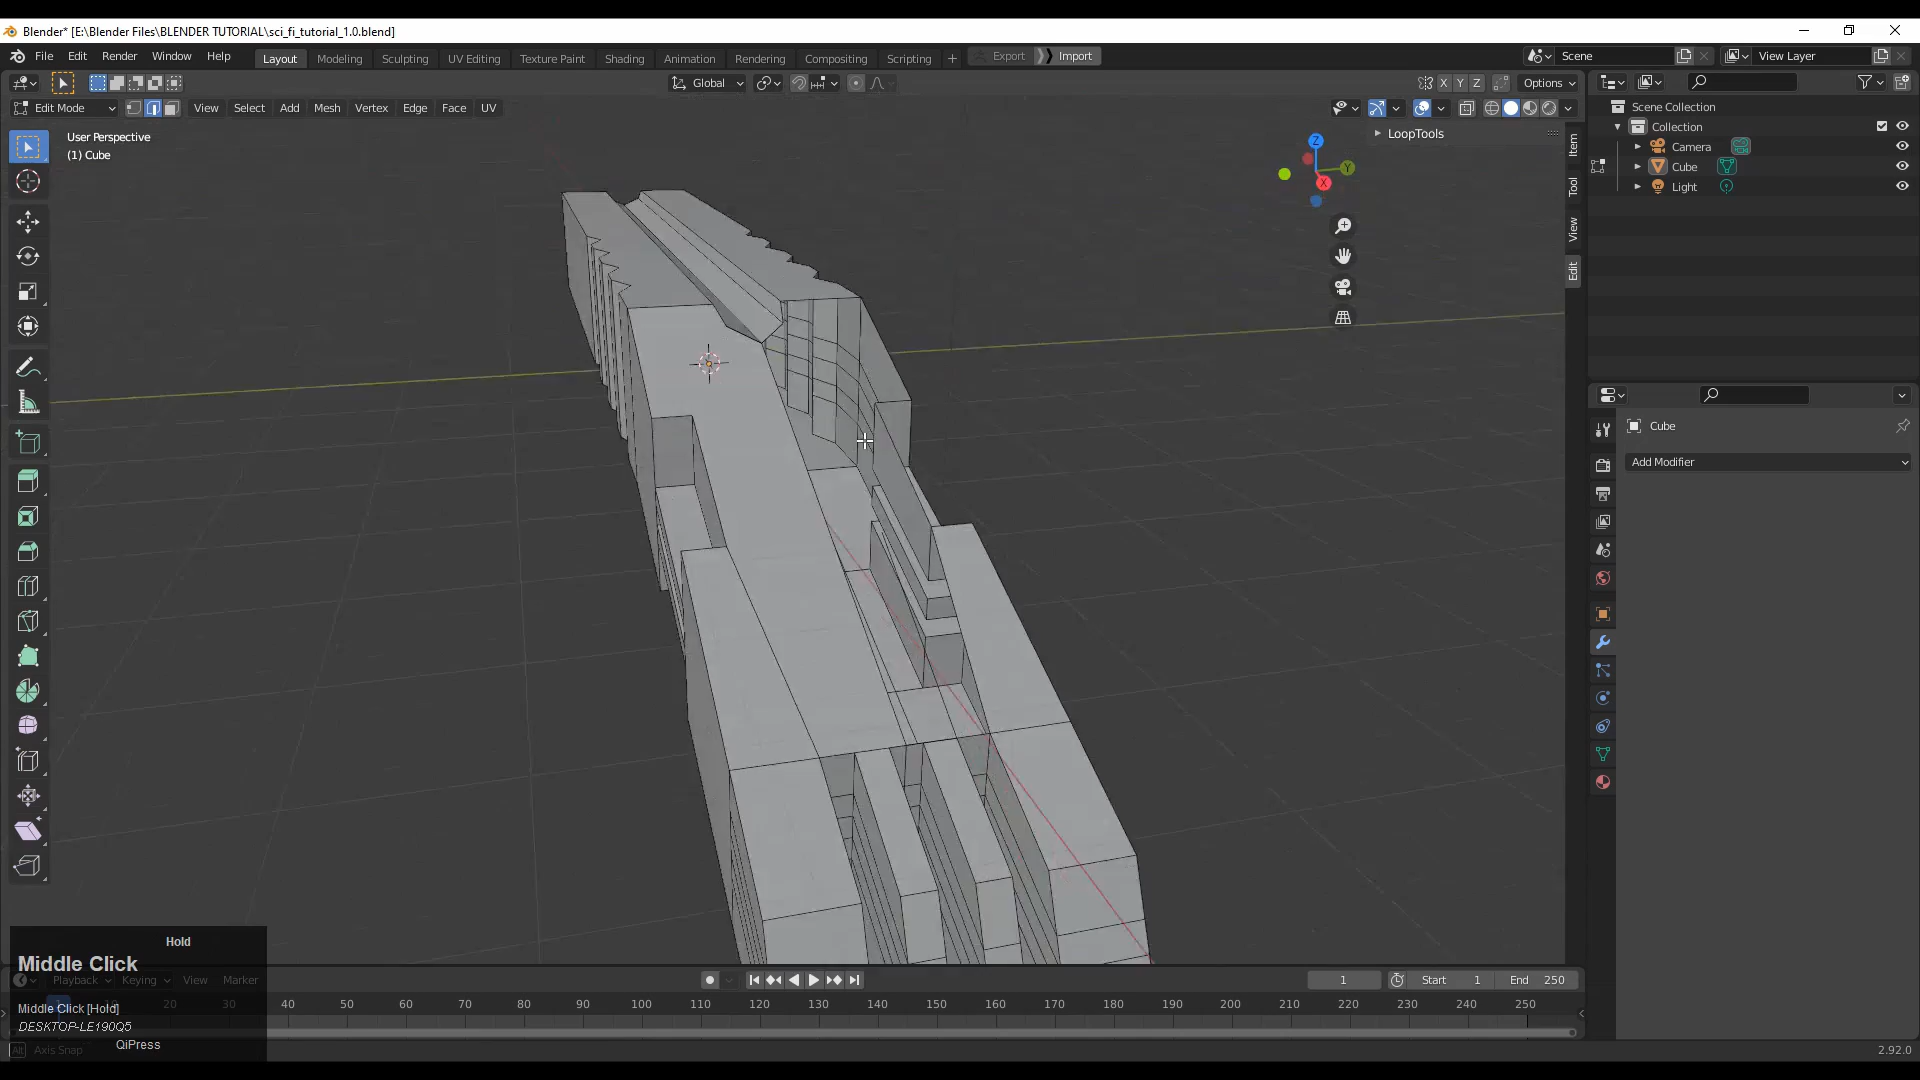 Blender* [E:\Blender Files\BLENDER TUTORIAL\sci_fi_tutorial_1.0.blend]
File Edit Render Window Help Layout Modeling Sculpting UV Editing Texture Paint Shading Animation Rendering Compositing Scripting + Export Import Scene View Layer
Global X Y Z Options
Edit Mode View Select Add Mesh Vertex Edge Face UV
User Perspective
(1) Cube
LoopTools
Z
Y
X
Item
Tool
View
Edit
Scene Collection
Collection
Camera
Cube
Light
Cube
Add Modifier
Hold
Middle Click
Middle Click [Hold]
DESKTOP-LE190Q5
QiPress
Playback Keying View Marker
1 Start 1 End 250
20 30 40 50 60 70 80 90 100 110 120 130 140 150 160 170 180 190 200 210 220 230 240 250
Alt Axis Snap
2.92.0